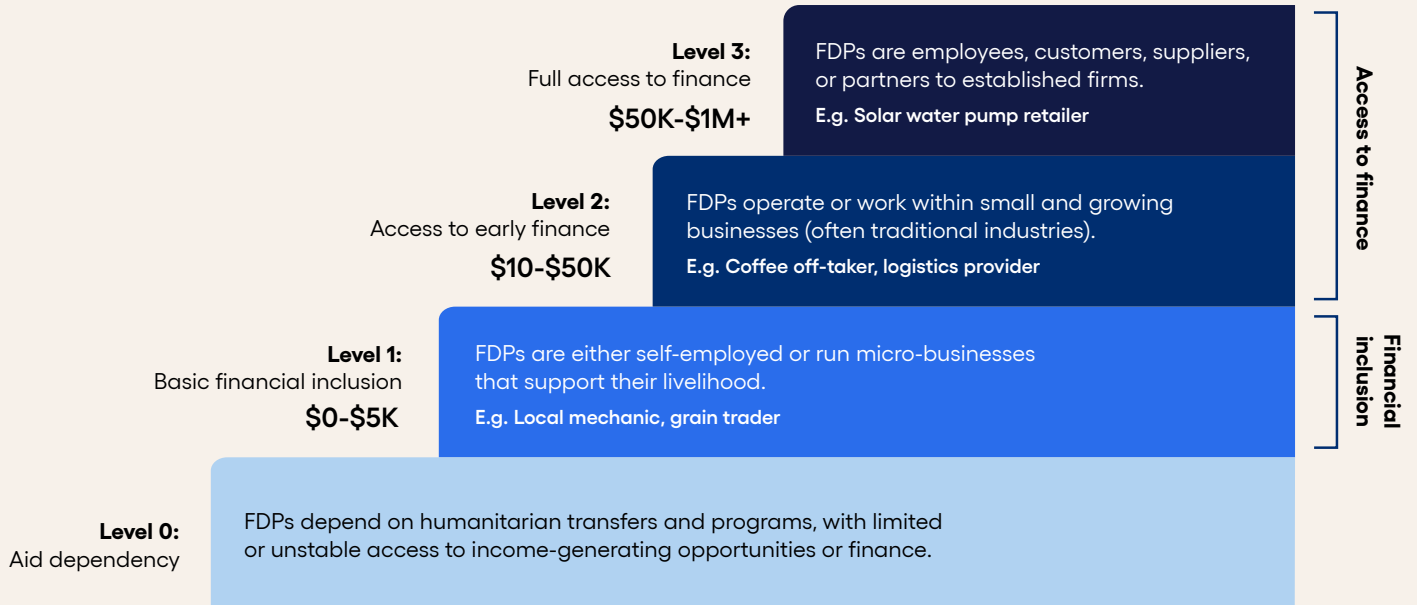 Level 3:
Full access to finance
$50K-$1M+
FDPs are employees, customers, suppliers,
or partners to established firms.
E.g. Solar water pump retailer
Level 2:
Access to early finance
$10-$50K
FDPs operate or work within small and growing
businesses (often traditional industries).
E.g. Coffee off-taker, logistics provider
Access to finance
Level 1:
Basic financial inclusion
$0-$5K
FDPs are either self-employed or run micro-businesses
that support their livelihood.
E.g. Local mechanic, grain trader
Financial
inclusion
Level 0:
Aid dependency
FDPs depend on humanitarian transfers and programs, with limited
or unstable access to income-generating opportunities or finance.